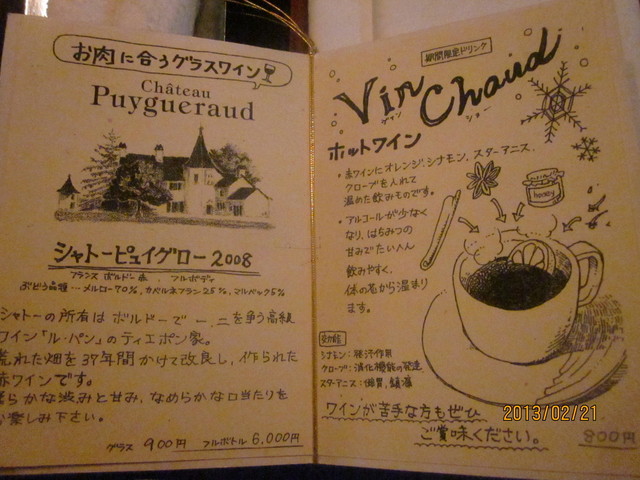 お肉に合うグラスワイン
Château
Puygueraud
シャトーピュイグロー 2008
フランス ボルドー 赤 , フルボディ
ぶどう品種…メルロー70%, カベルネフラン25%, マルベック5%
シャトーの所有は ボルドーで一、二を争う高級
ワイン「ル・パン」のティエポン家。
荒れた畑を37年間かけて改良し, 作られた
赤ワインです。
らかな渋みと甘み, なめらかな口当たりを
楽しみ下さい。
グラス 900円 フルボトル 6,000円
期間限定ドリンク
Vin Chaud
ヴァン ショー
ホットワイン
・赤ワインにオレンジ, シナモン, スターアニス,
クローブを入れて
温めた飲みものです。
・アルコールが少なく
なり, はちみつの
甘みでたいへん
飲みやすく,
体の芯から温まり
ます。
honey
効能
シナモン: 発汗作用
クローブ: 消化機能の発達
スターアニス: 健胃, 鎮痛
ワインが苦手な方もぜひ
ご賞味ください。
800円
2013/02/21